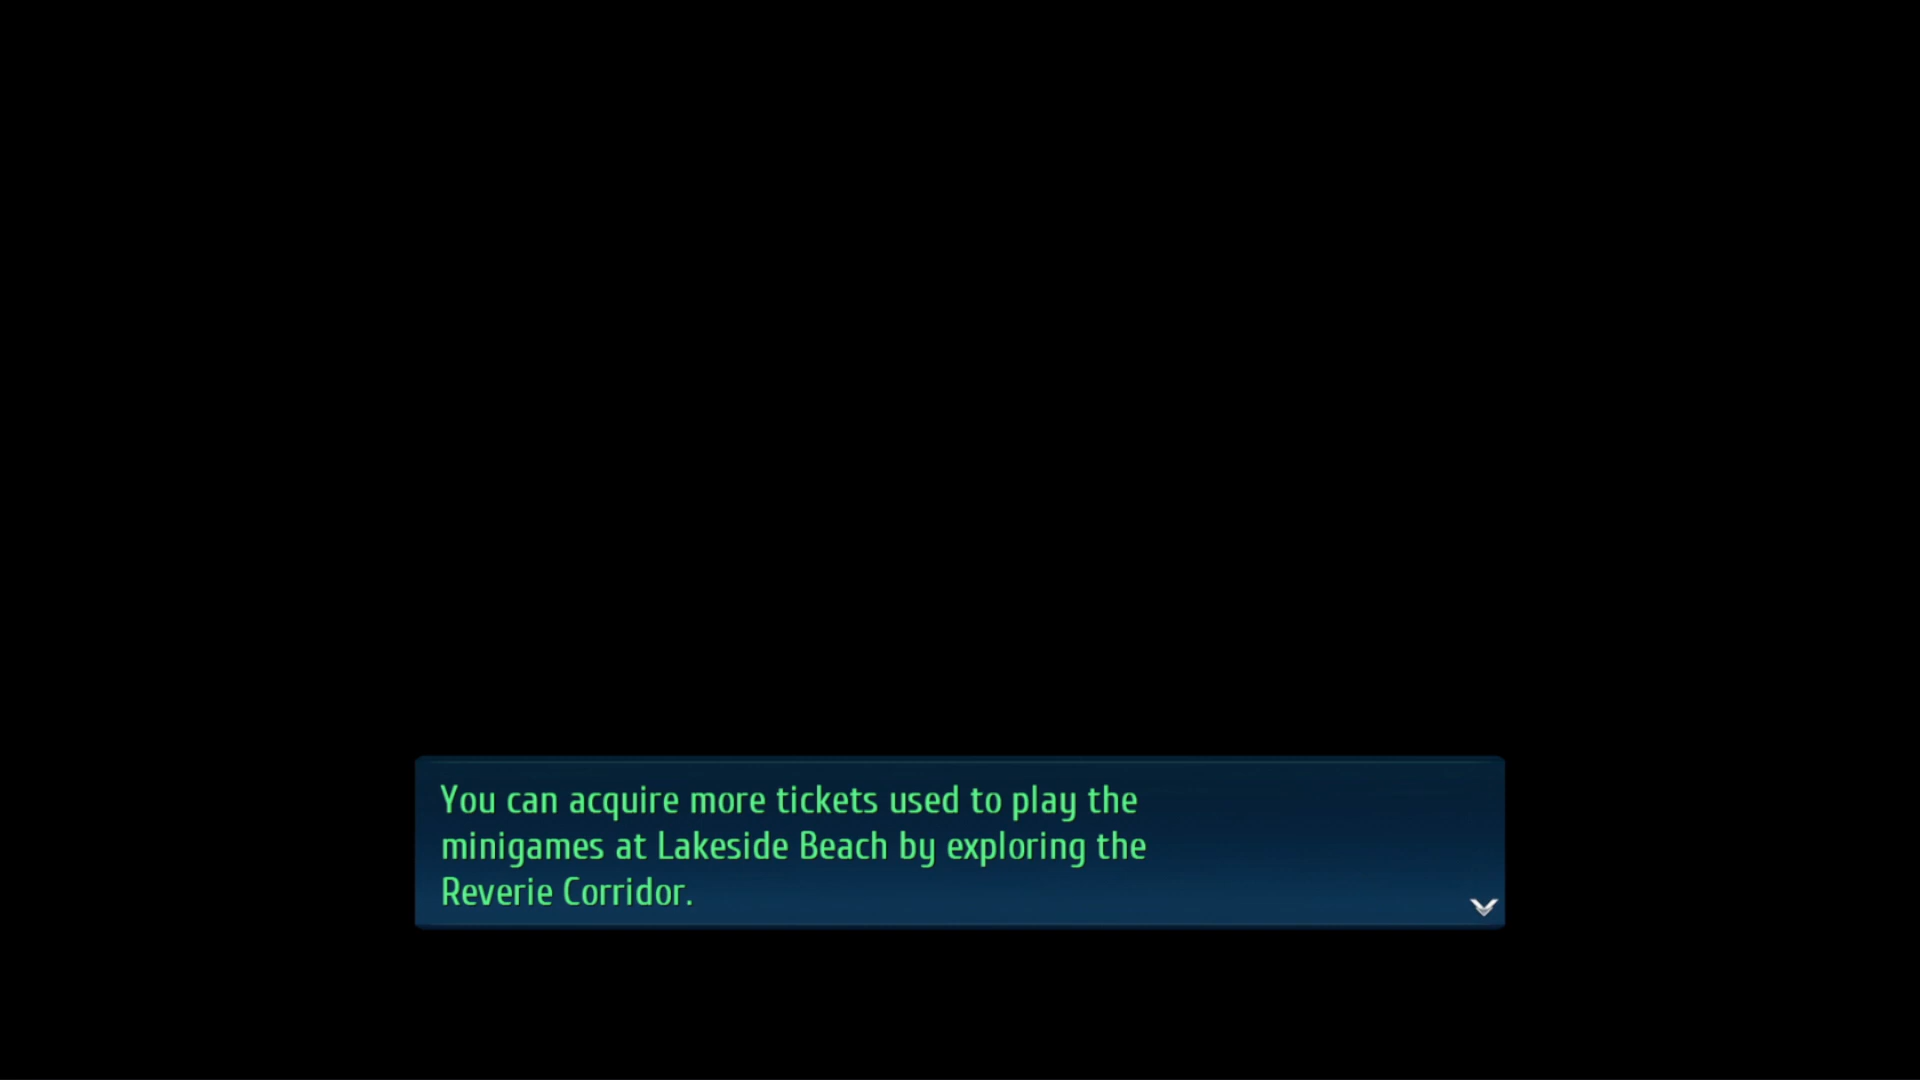 You can acquire more tickets used to play the
minigames at Lakeside Beach by exploring the
Reverie Corridor.